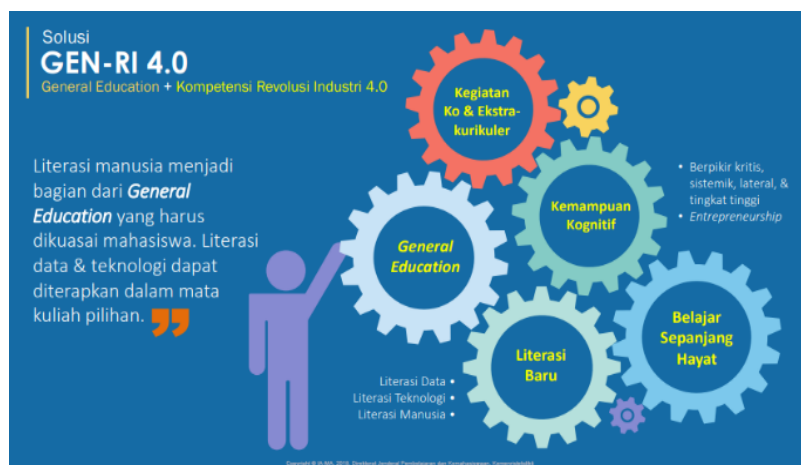 Solusi
GEN-RI 4.0
General Education + Kompetensi Revolusi Industri 4.0
Literasi manusia menjadi
bagian dari General
Education yang harus
dikuasai mahasiswa. Literasi
data & teknologi dapat
diterapkan dalam mata
kuliah pilihan. ”
Kegiatan
Ko & Ekstra-
kurikuler
Kemampuan
Kognitif
• Berpikir kritis,
sistemik, lateral, &
tingkat tinggi
• Entrepreneurship
General
Education
Belajar
Sepanjang
Hayat
Literasi
Baru
Literasi Data •
Literasi Teknologi •
Literasi Manusia •